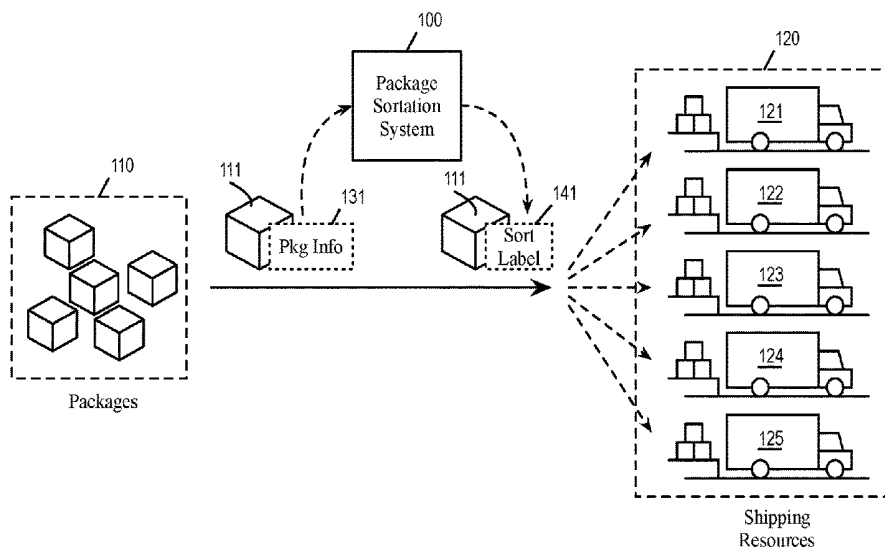 100
Package
Sortation
System
120
121
110
111
131
Pkg Info
111
141
Sort
Label
122
123
124
125
Packages
Shipping
Resources